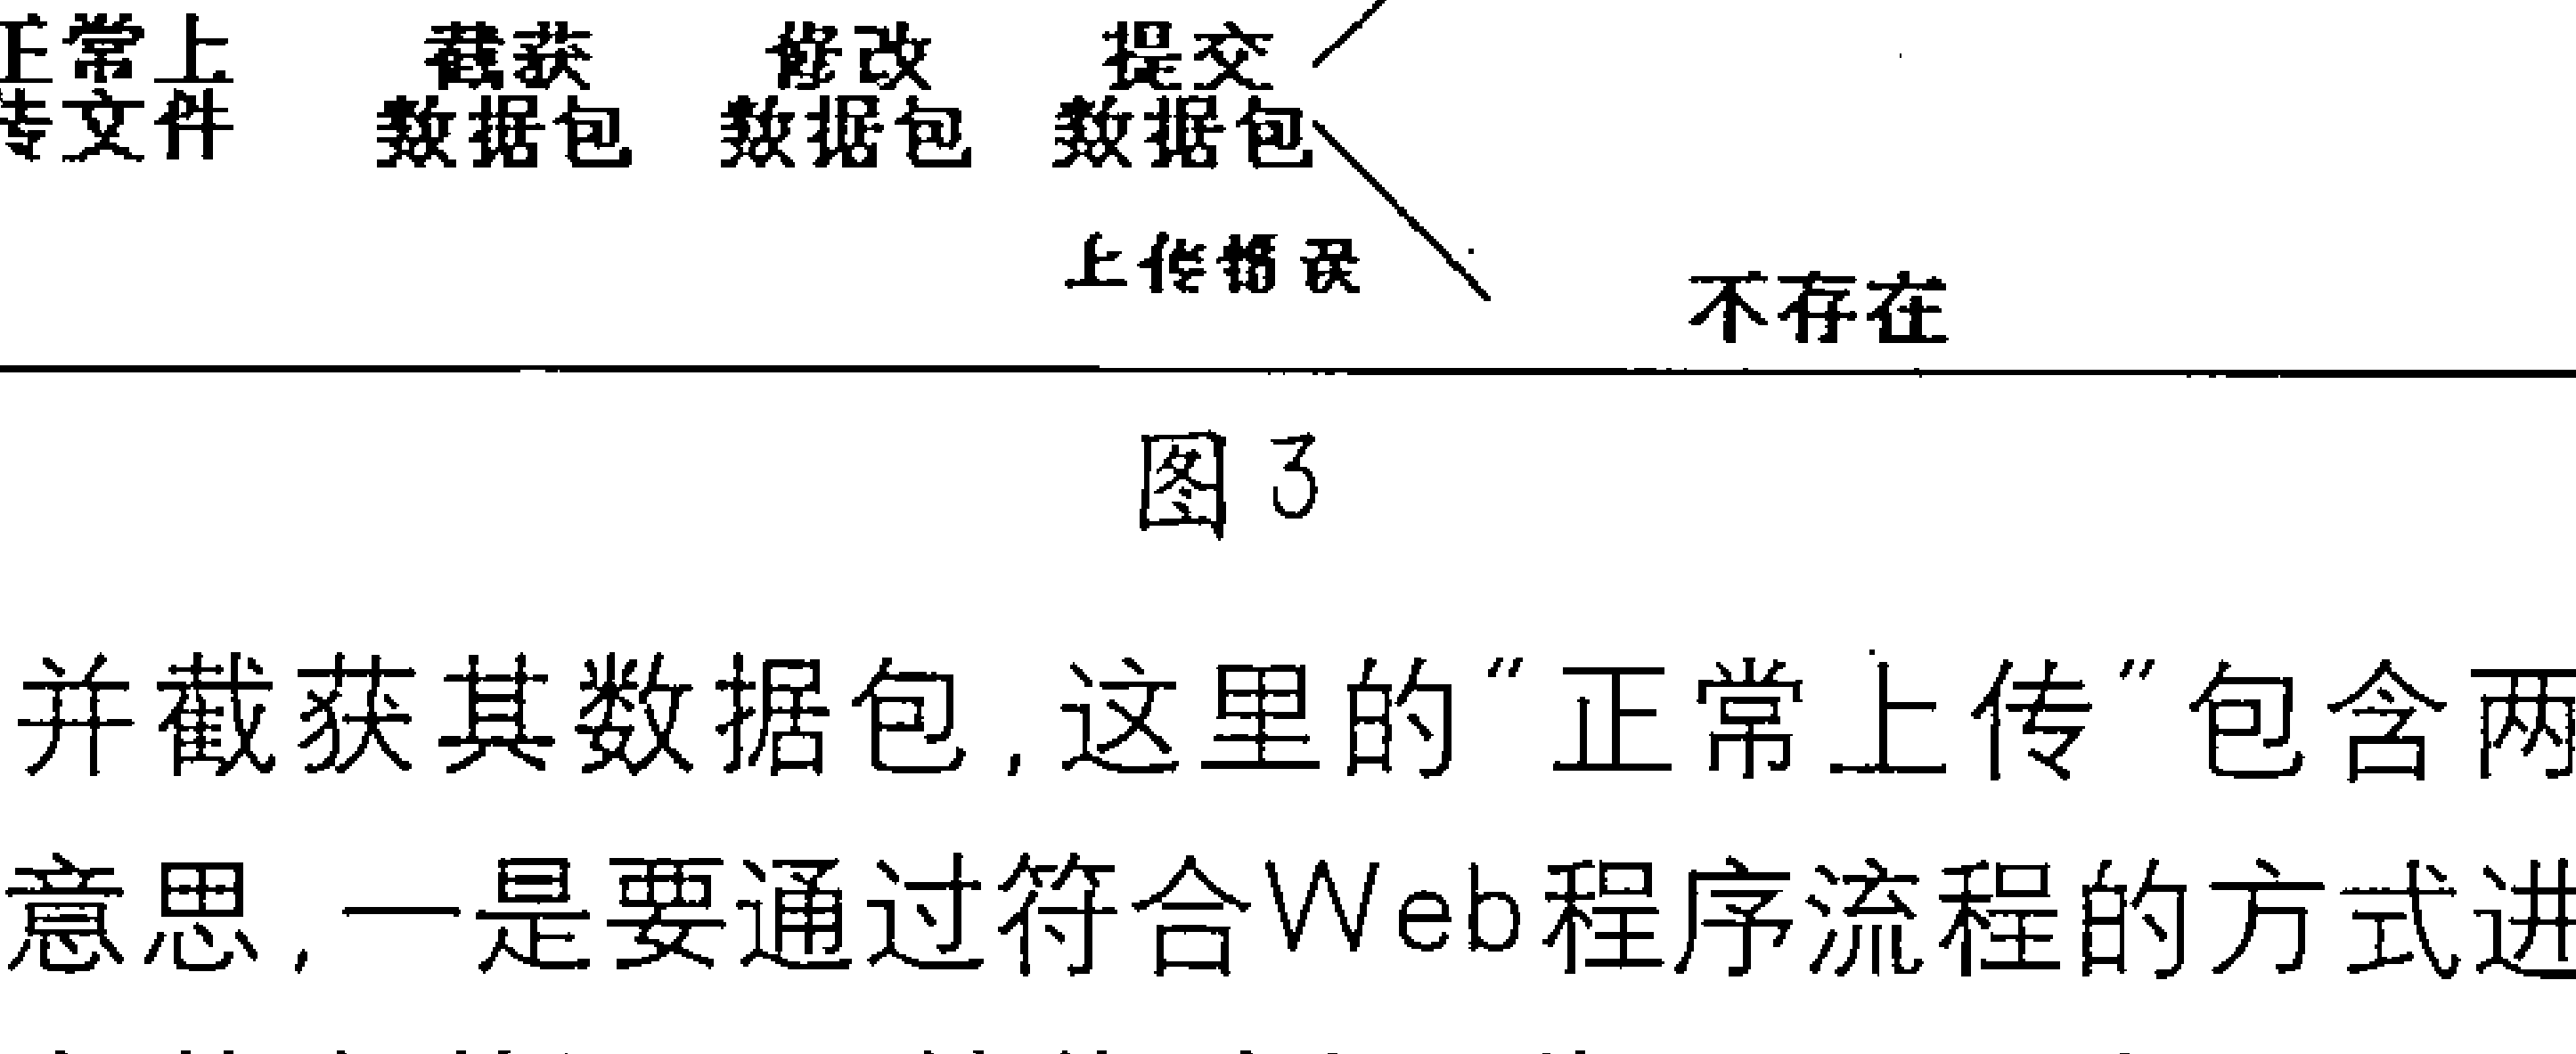 正常上 截获 修改 提交
传文件 数据包 数据包 数据包
上传错误
不存在
图 3
并截获其数据包,这里的"正常上传"包含两
意思,一是要通过符合Web程序流程的方式进